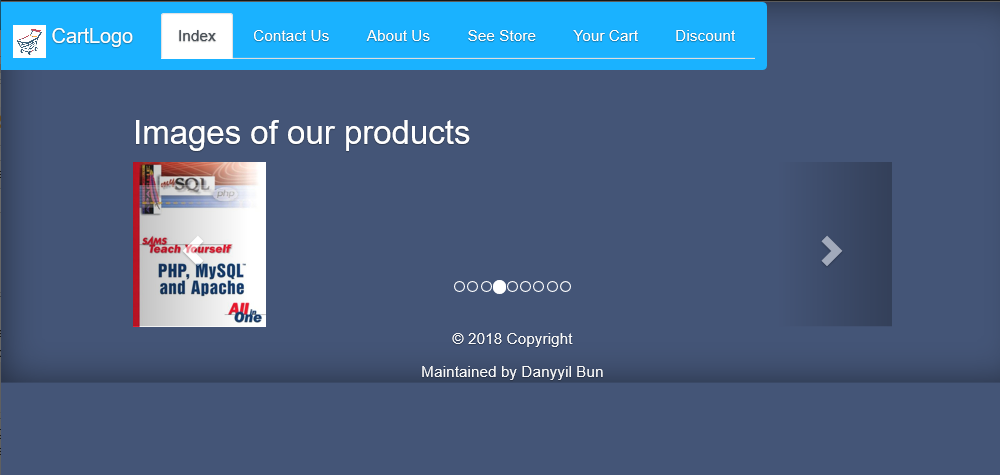 CartLogo Index Contact Us About Us See Store Your Cart Discount
Images of our products
MySQL
php
SAMS
Teach Yourself
PHP, MySQL™
and Apache
All in One
© 2018 Copyright
Maintained by Danyyil Bun